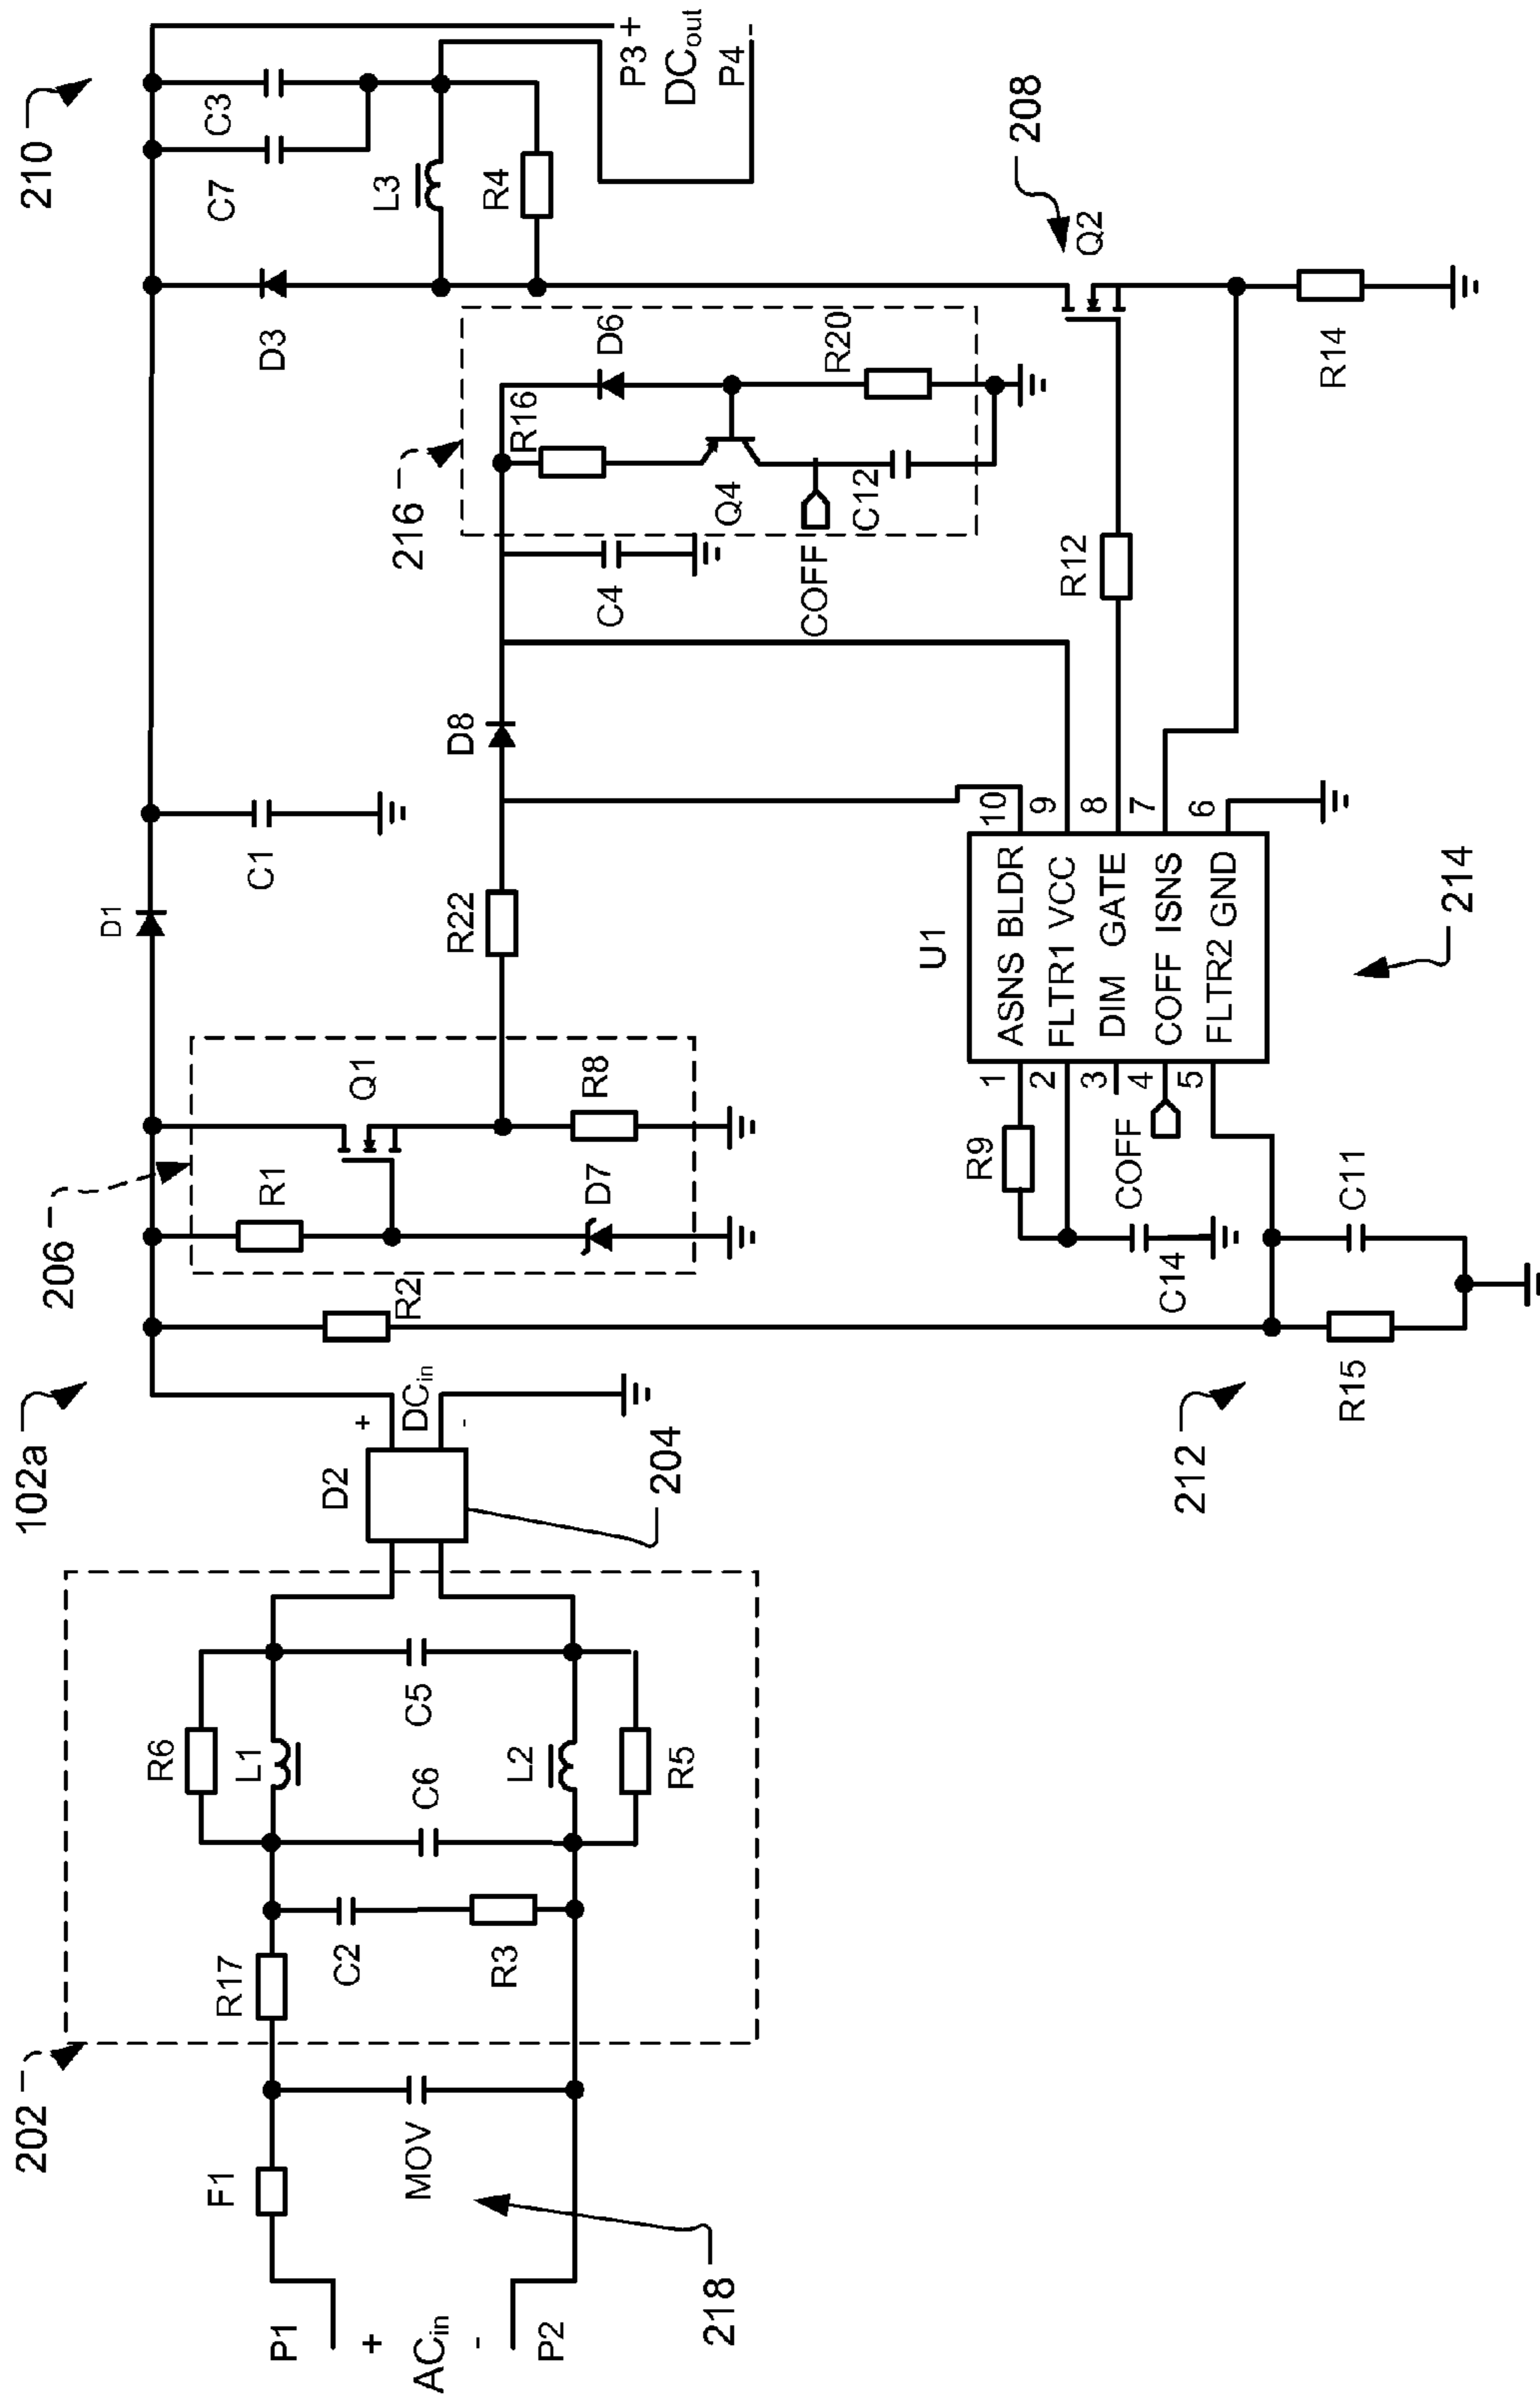 102a
210
202
206
216
208
204
212
214
218
P1
+
ACin
-
P2
F1
MOV
R17
C2
R3
C6
R6
L1
L2
R5
C5
D2
+
DCin
-
R2
R1
D7
Q1
R8
D1
C1
R22
D8
C4
R16
D6
Q4
R20
C12
COFF
D3
C7
C3
L3
R4
P3
+
DCout
P4
-
Q2
R12
R14
U1
ASNS BLDR
FLTR1 VCC
DIM GATE
COFF ISNS
FLTR2 GND
1
2
3
4
5
10
9
8
7
6
R9
COFF
C14
C11
R15